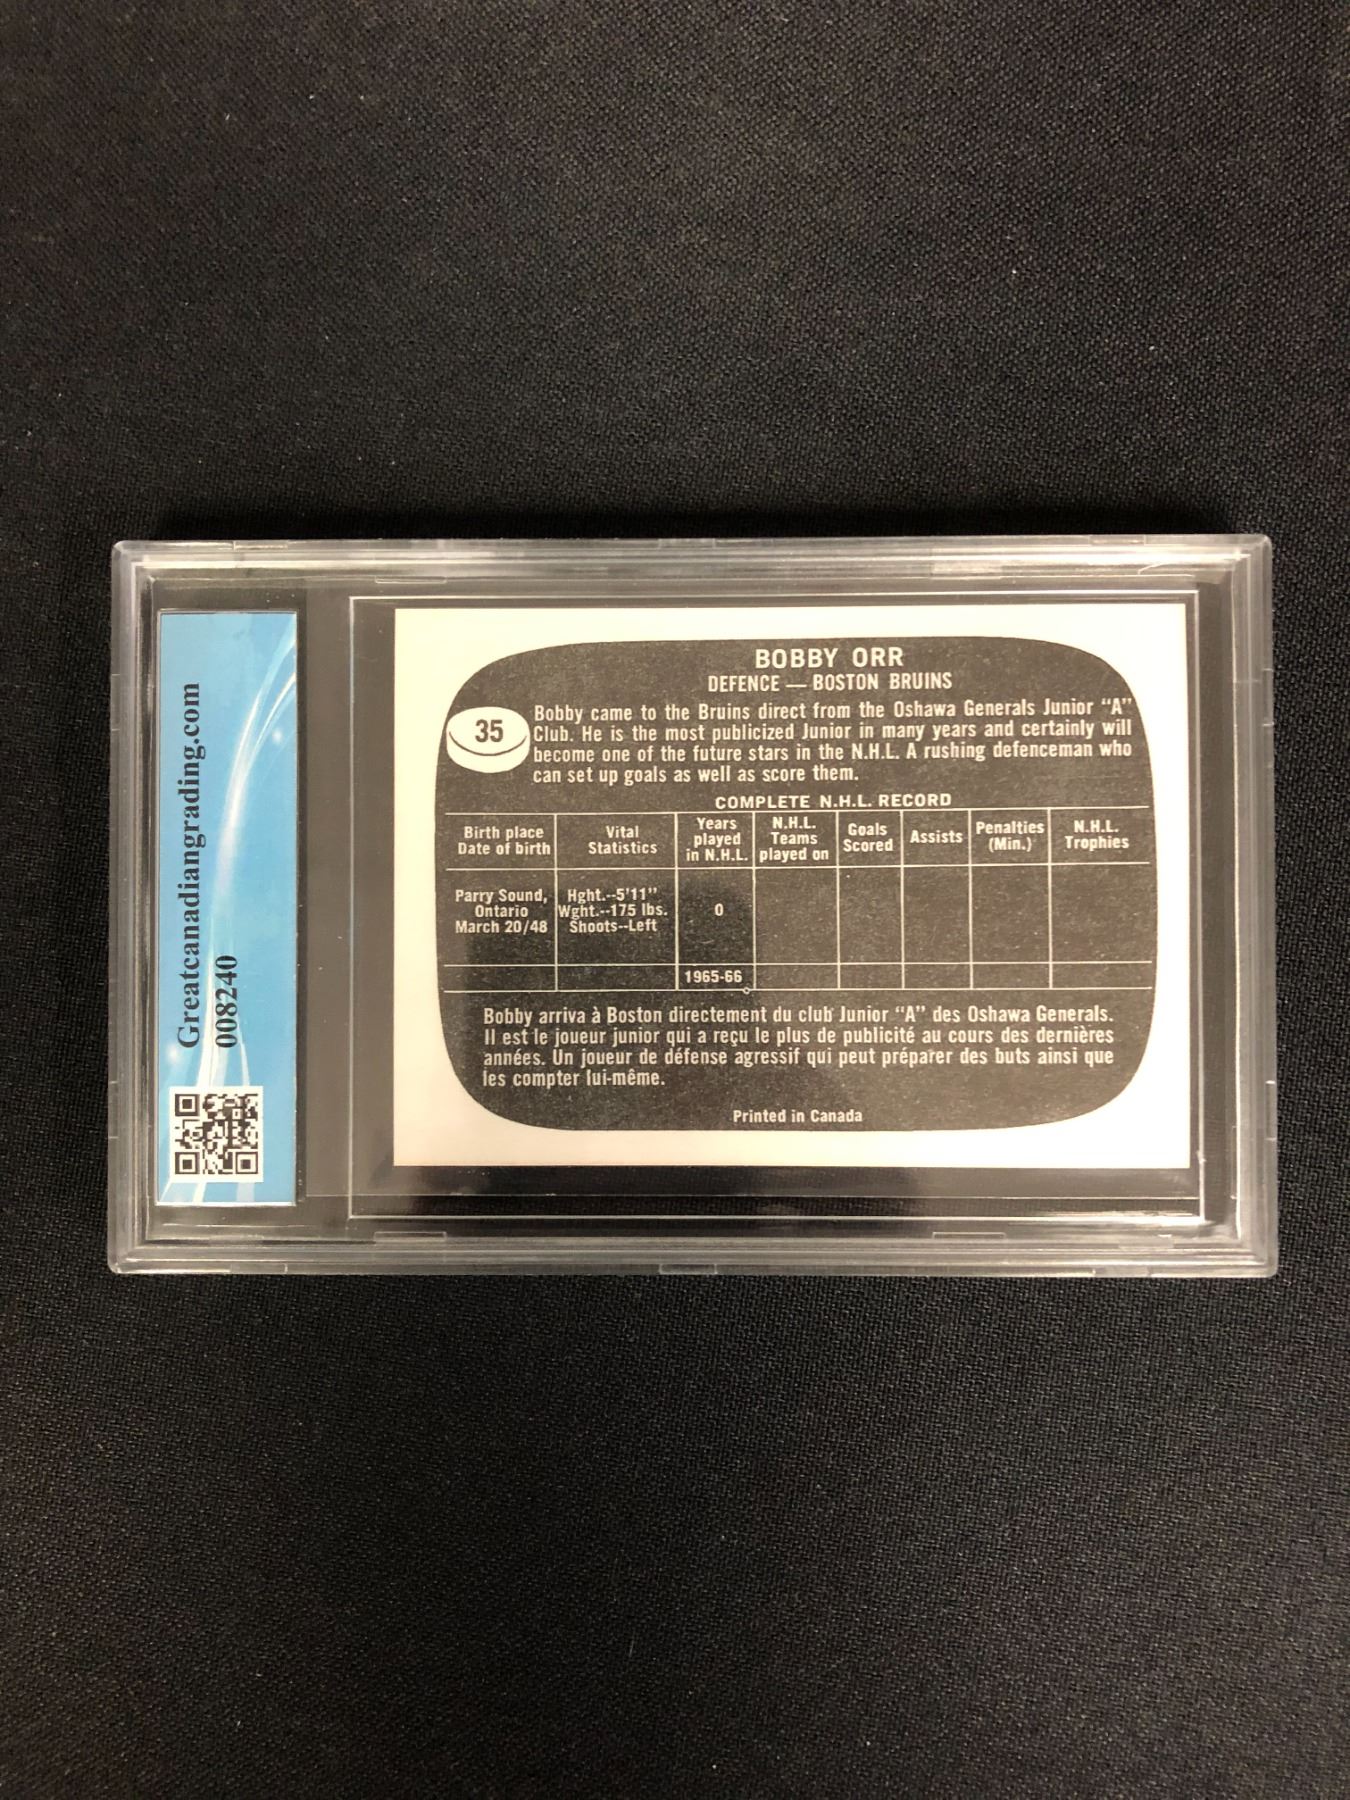 BOBBY ORR
DEFENCE — BOSTON BRUINS
35
Bobby came to the Bruins direct from the Oshawa Generals Junior "A"
Club. He is the most publicized Junior in many years and certainly will
become one of the future stars in the N.H.L. A rushing defenceman who
can set up goals as well as score them.
COMPLETE N.H.L. RECORD
Birth place
Date of birth
Vital
Statistics
Years
played
in N.H.L.
N.H.L.
Teams
played on
Goals
Scored
Assists
Penalties
(Min.)
N.H.L.
Trophies
Parry Sound,
Ontario
March 20/48
Hght.--5'11"
Wght.--175 lbs.
Shoots--Left
0
1965-66
Bobby arriva à Boston directement du club Junior "A" des Oshawa Generals.
Il est le joueur junior qui a reçu le plus de publicité au cours des dernières
années. Un joueur de défense agressif qui peut préparer des buts ainsi que
les compter lui-même.
Printed in Canada
Greatcanadiangrading.com
008240